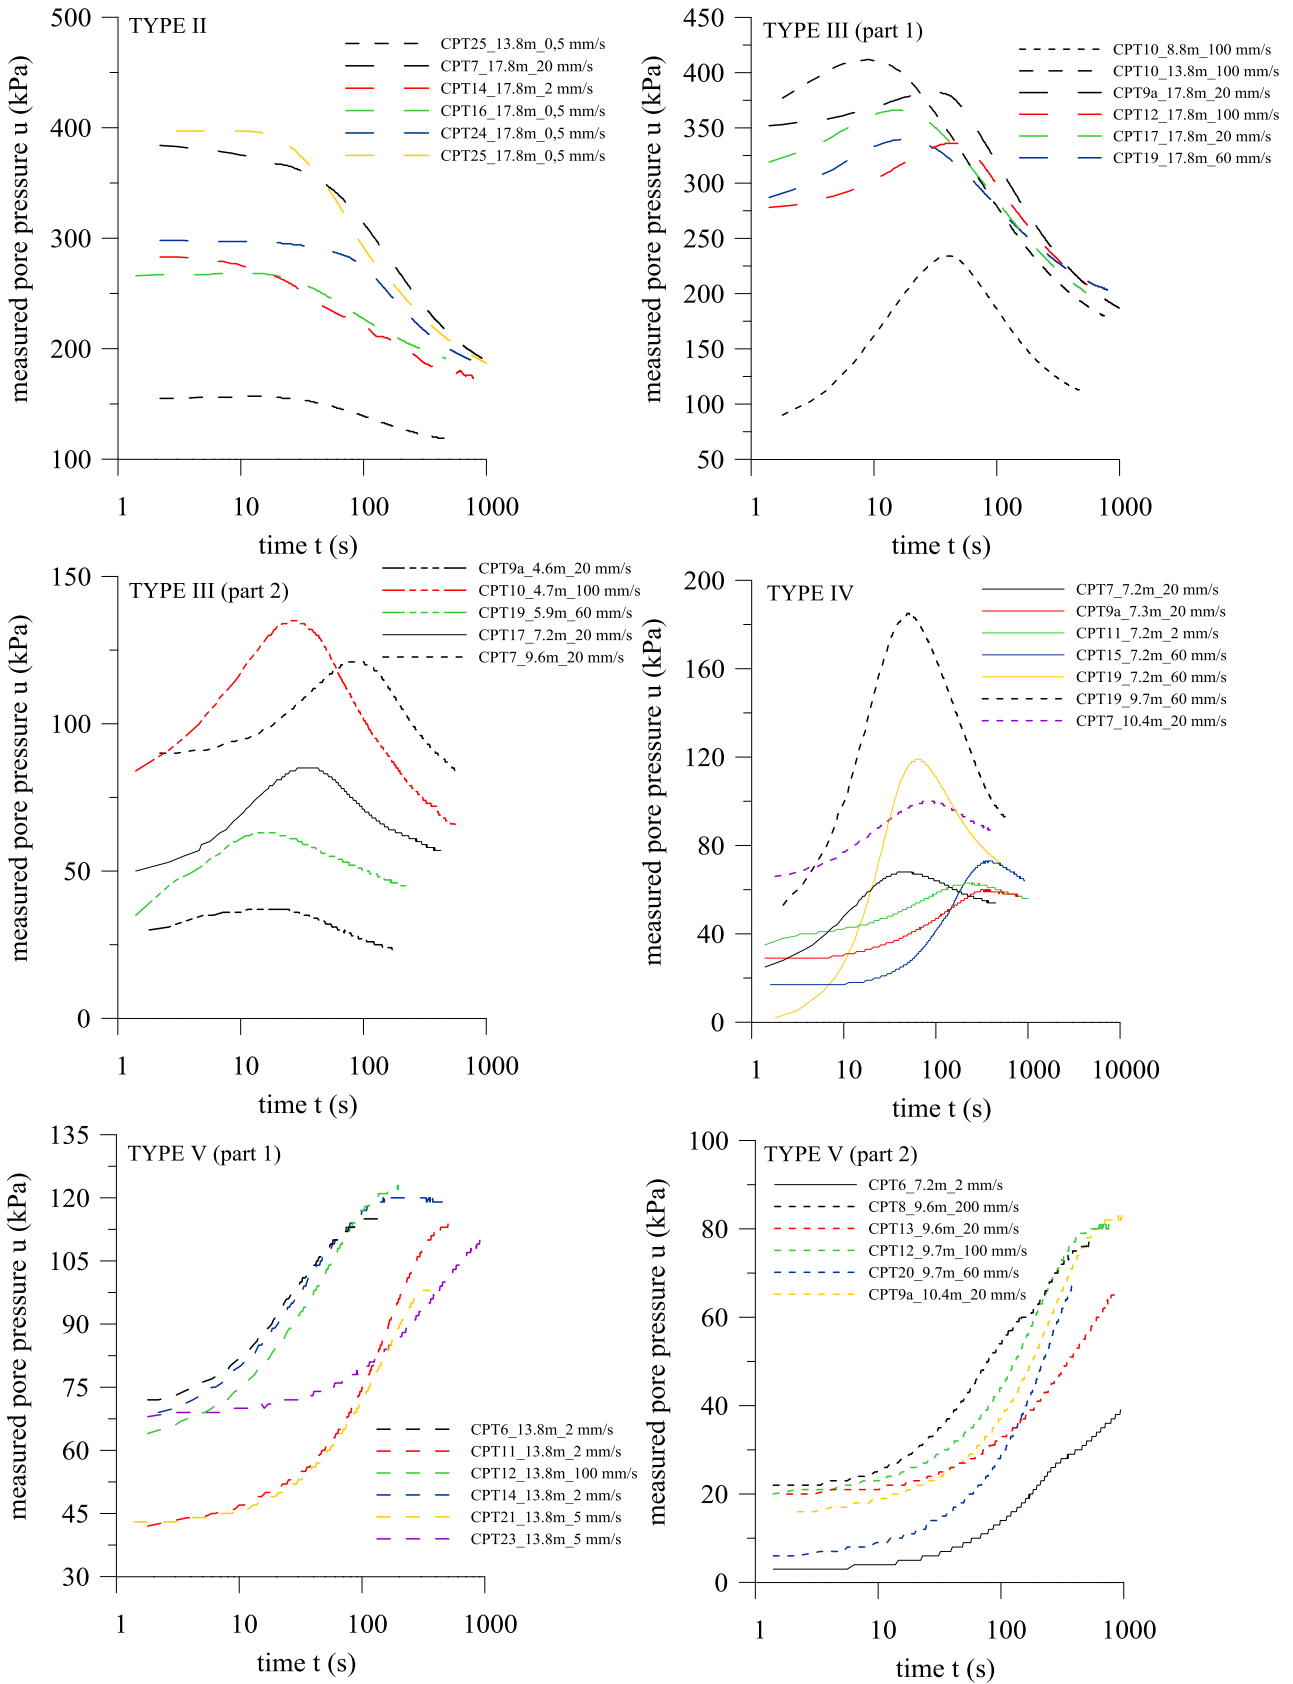 TYPE II
measured pore pressure u (kPa)
500
400
300
200
100
CPT25_13.8m_0,5 mm/s
CPT7_17.8m_20 mm/s
CPT14_17.8m_2 mm/s
CPT16_17.8m_0,5 mm/s
CPT24_17.8m_0,5 mm/s
CPT25_17.8m_0,5 mm/s
1 10 100 1000
time t (s)
TYPE III (part 1)
measured pore pressure u (kPa)
450
400
350
300
250
200
150
100
50
CPT10_8.8m_100 mm/s
CPT10_13.8m_100 mm/s
CPT9a_17.8m_20 mm/s
CPT12_17.8m_100 mm/s
CPT17_17.8m_20 mm/s
CPT19_17.8m_60 mm/s
1 10 100 1000
time t (s)
TYPE III (part 2)
measured pore pressure u (kPa)
150
100
50
0
CPT9a_4.6m_20 mm/s
CPT10_4.7m_100 mm/s
CPT19_5.9m_60 mm/s
CPT17_7.2m_20 mm/s
CPT7_9.6m_20 mm/s
1 10 100 1000
time t (s)
TYPE IV
measured pore pressure u (kPa)
200
160
120
80
40
0
CPT7_7.2m_20 mm/s
CPT9a_7.3m_20 mm/s
CPT11_7.2m_2 mm/s
CPT15_7.2m_60 mm/s
CPT19_7.2m_60 mm/s
CPT19_9.7m_60 mm/s
CPT7_10.4m_20 mm/s
1 10 100 1000 10000
time t (s)
TYPE V (part 1)
measured pore pressure u (kPa)
135
120
105
90
75
60
45
30
CPT6_13.8m_2 mm/s
CPT11_13.8m_2 mm/s
CPT12_13.8m_100 mm/s
CPT14_13.8m_2 mm/s
CPT21_13.8m_5 mm/s
CPT23_13.8m_5 mm/s
1 10 100 1000
time t (s)
TYPE V (part 2)
measured pore pressure u (kPa)
100
80
60
40
20
0
CPT6_7.2m_2 mm/s
CPT8_9.6m_200 mm/s
CPT13_9.6m_20 mm/s
CPT12_9.7m_100 mm/s
CPT20_9.7m_60 mm/s
CPT9a_10.4m_20 mm/s
1 10 100 1000
time t (s)